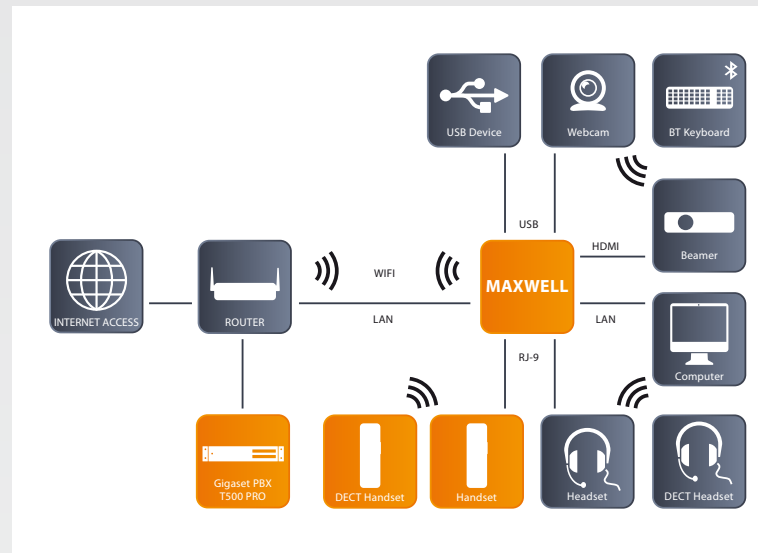 USB Device
Webcam
BT Keyboard
USB
HDMI
Beamer
WIFI
MAXWELL
INTERNET ACCESS
ROUTER
LAN
LAN
RJ-9
Computer
Gigaset PBX
T500 PRO
DECT Handset
Handset
Headset
DECT Headset